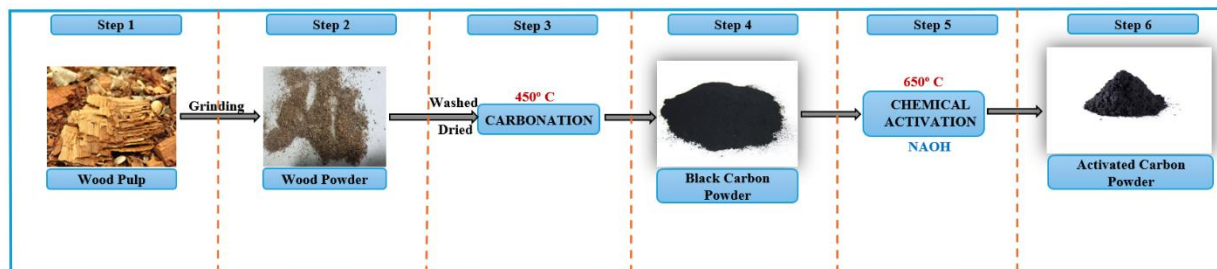 Step 1
Step 2
Step 3
Step 4
Step 5
Step 6
Wood Pulp
Grinding
Wood Powder
Washed
Dried
450º C
CARBONATION
Black Carbon
Powder
650º C
CHEMICAL
ACTIVATION
NAOH
Activated Carbon
Powder